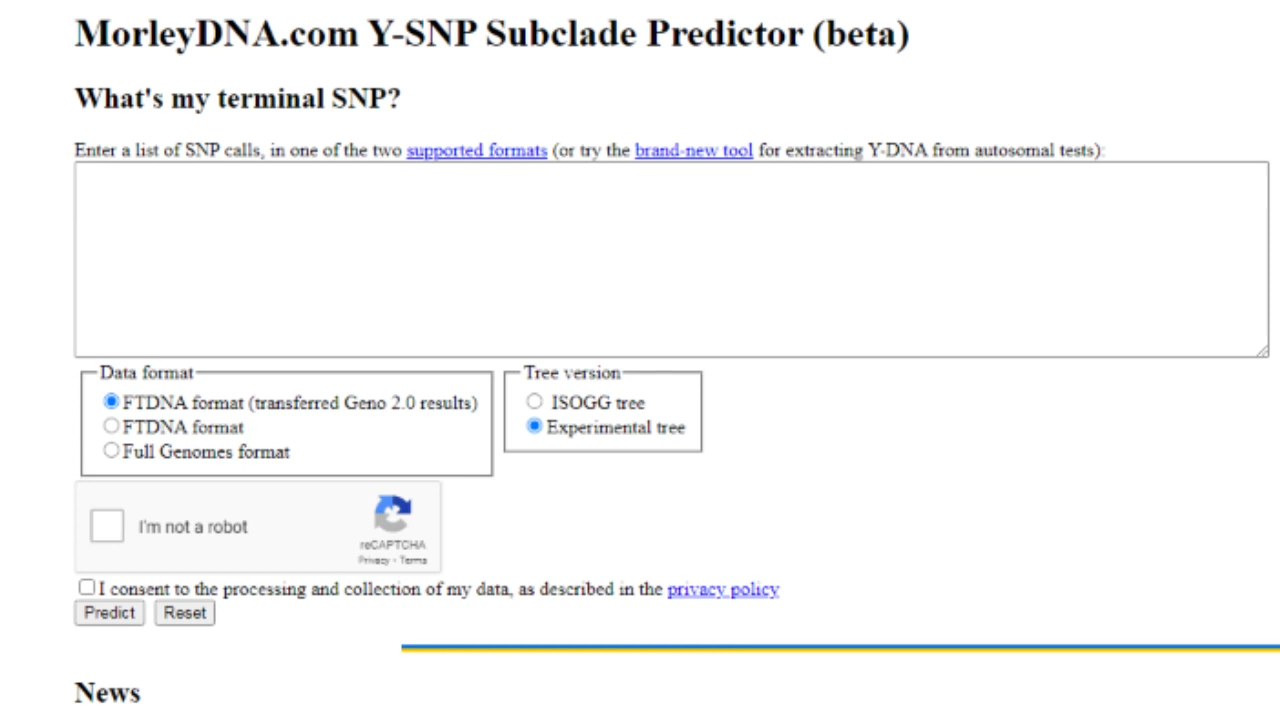 MorleyDNA.com Y-SNP Subclade Predictor (beta)
What's my terminal SNP?
Enter a list of SNP calls, in one of the two supported formats (or try the brand-new tool for extracting Y-DNA from autosomal tests):
Data format
FTDNA format (transferred Geno 2.0 results)
FTDNA format
Full Genomes format
Tree version
ISOGG tree
Experimental tree
I'm not a robot
reCAPTCHA
Privacy - Terms
I consent to the processing and collection of my data, as described in the privacy policy
Predict Reset
News